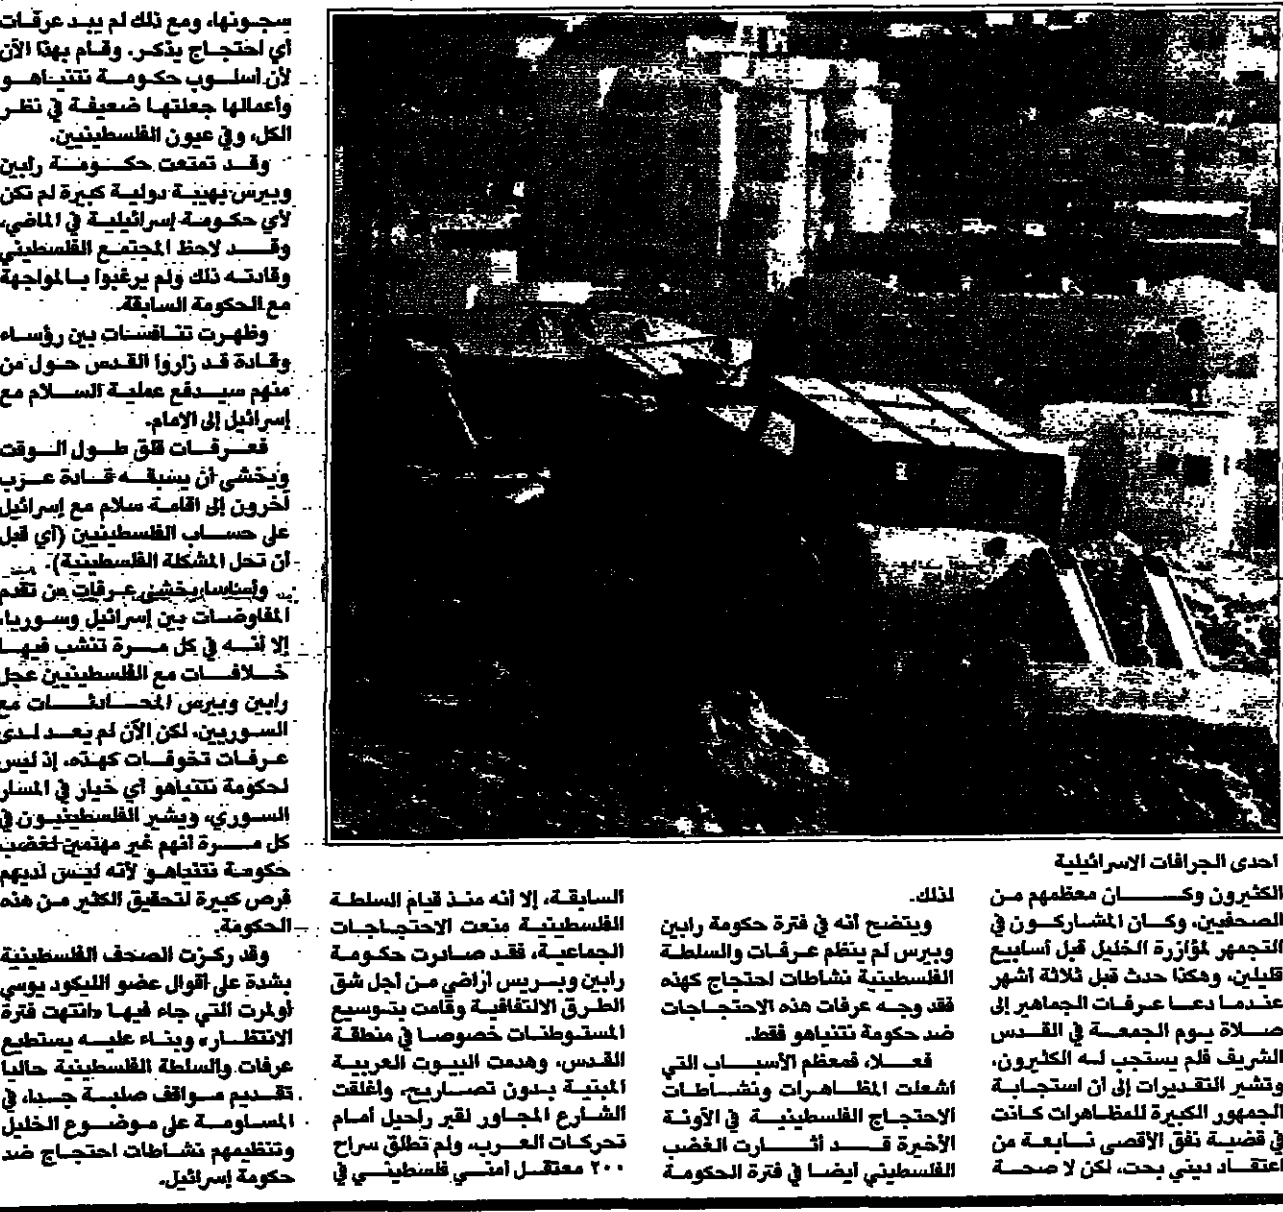 احدى الجرافات الاسرائيلية
الكثيرون وكان معظمهم من
الصحفيين، وكان المشاركون في
التجمهر لمؤازرة الخليل قبل أسابيع
قليلين، وهكذا حدث قبل ثلاثة أشهر
عندما دعا عرفات الجماهير إلى
صلاة يوم الجمعة في القدس
الشريف فلم يستجب له الكثيرون،
وتشير التقديرات إلى أن استجابة
الجمهور الكبيرة للمظاهرات كانت
في قضية نفق الأقصى نابعة من
اعتقاد ديني بحت، لكن لا صحة
لذلك.
ويتضح أنه في فترة حكومة رابين
وبيرس لم ينظم عرفات والسلطة
الفلسطينية نشاطات احتجاج كهذه
فقد وجه عرفات هذه الاحتجاجات
ضد حكومة نتنياهو فقط.
فعلا، فمعظم الأسباب التي
أشعلت المظاهرات ونشاطات
الاحتجاج الفلسطينية في الآونة
الأخيرة قد أثارت الغضب
الفلسطيني أيضا في فترة الحكومة
السابقة، إلا أنه منذ قيام السلطة
الفلسطينية منعت الاحتجاجات
الجماعية، فقد صادرت حكومة
رابين وبيريس أراضي من أجل شق
الطرق الالتفافية وقامت بتوسيع
المستوطنات خصوصا في منطقة
القدس، وهدمت البيوت العربية
المبنية بدون تصاريح، وأغلقت
الشارع المجاور لقبر راحيل أمام
تحركات العرب، ولم تطلق سراح
٢٠٠ معتقل أمني فلسطيني في
سجونها، ومع ذلك لم يبد عرفات
أي احتجاج يذكر. وقام بهذا الآن
لأن أسلوب حكومة نتنياهو
وأعمالها جعلتها ضعيفة في نظر
الكل، وفي عيون الفلسطينيين.
وقد تمتعت حكومة رابين
وبيرس بهيبة دولية كبيرة لم تكن
لأي حكومة إسرائيلية في الماضي،
وقد لاحظ المجتمع الفلسطيني
وقادته ذلك ولم يرغبوا بالمواجهة
مع الحكومة السابقة.
وظهرت تنافسات بين رؤساء
وقادة قد زاروا القدس حول من
منهم سيدفع عملية السلام مع
إسرائيل إلى الامام.
فعرفات قلق طول الوقت
ويخشى أن يسبقه قادة عرب
آخرون إلى اقامة سلام مع إسرائيل
على حساب الفلسطينيين (أي قبل
أن تحل المشكلة الفلسطينية).
وأساسا يخشى عرفات من تقدم
المفاوضات بين إسرائيل وسوريا،
إلا أنه في كل مرة تنشب فيها
خلافات مع الفلسطينيين عجل
رابين وبيرس المحادثات مع
السوريين، لكن الآن لم يعد لدى
عرفات تخوفات كهذه، إذ ليس
لحكومة نتنياهو أي خيار في المسار
السوري، ويشير الفلسطينيون في
كل مرة أنهم غير مهتمين لغضب
حكومة نتنياهو لأنه ليس لديهم
فرص كبيرة لتحقيق الكثير من هذه
الحكومة.
وقد ركزت الصحف الفلسطينية
بشدة على أقوال عضو الليكود يوسي
أولمرت التي جاء فيها «انتهت فترة
الانتظار» وبناء عليه يستطيع
عرفات والسلطة الفلسطينية حاليا
تقديم مواقف صلبة جدا، في
المساومة على موضوع الخليل
وتنظيمهم نشاطات احتجاج ضد
حكومة إسرائيل.